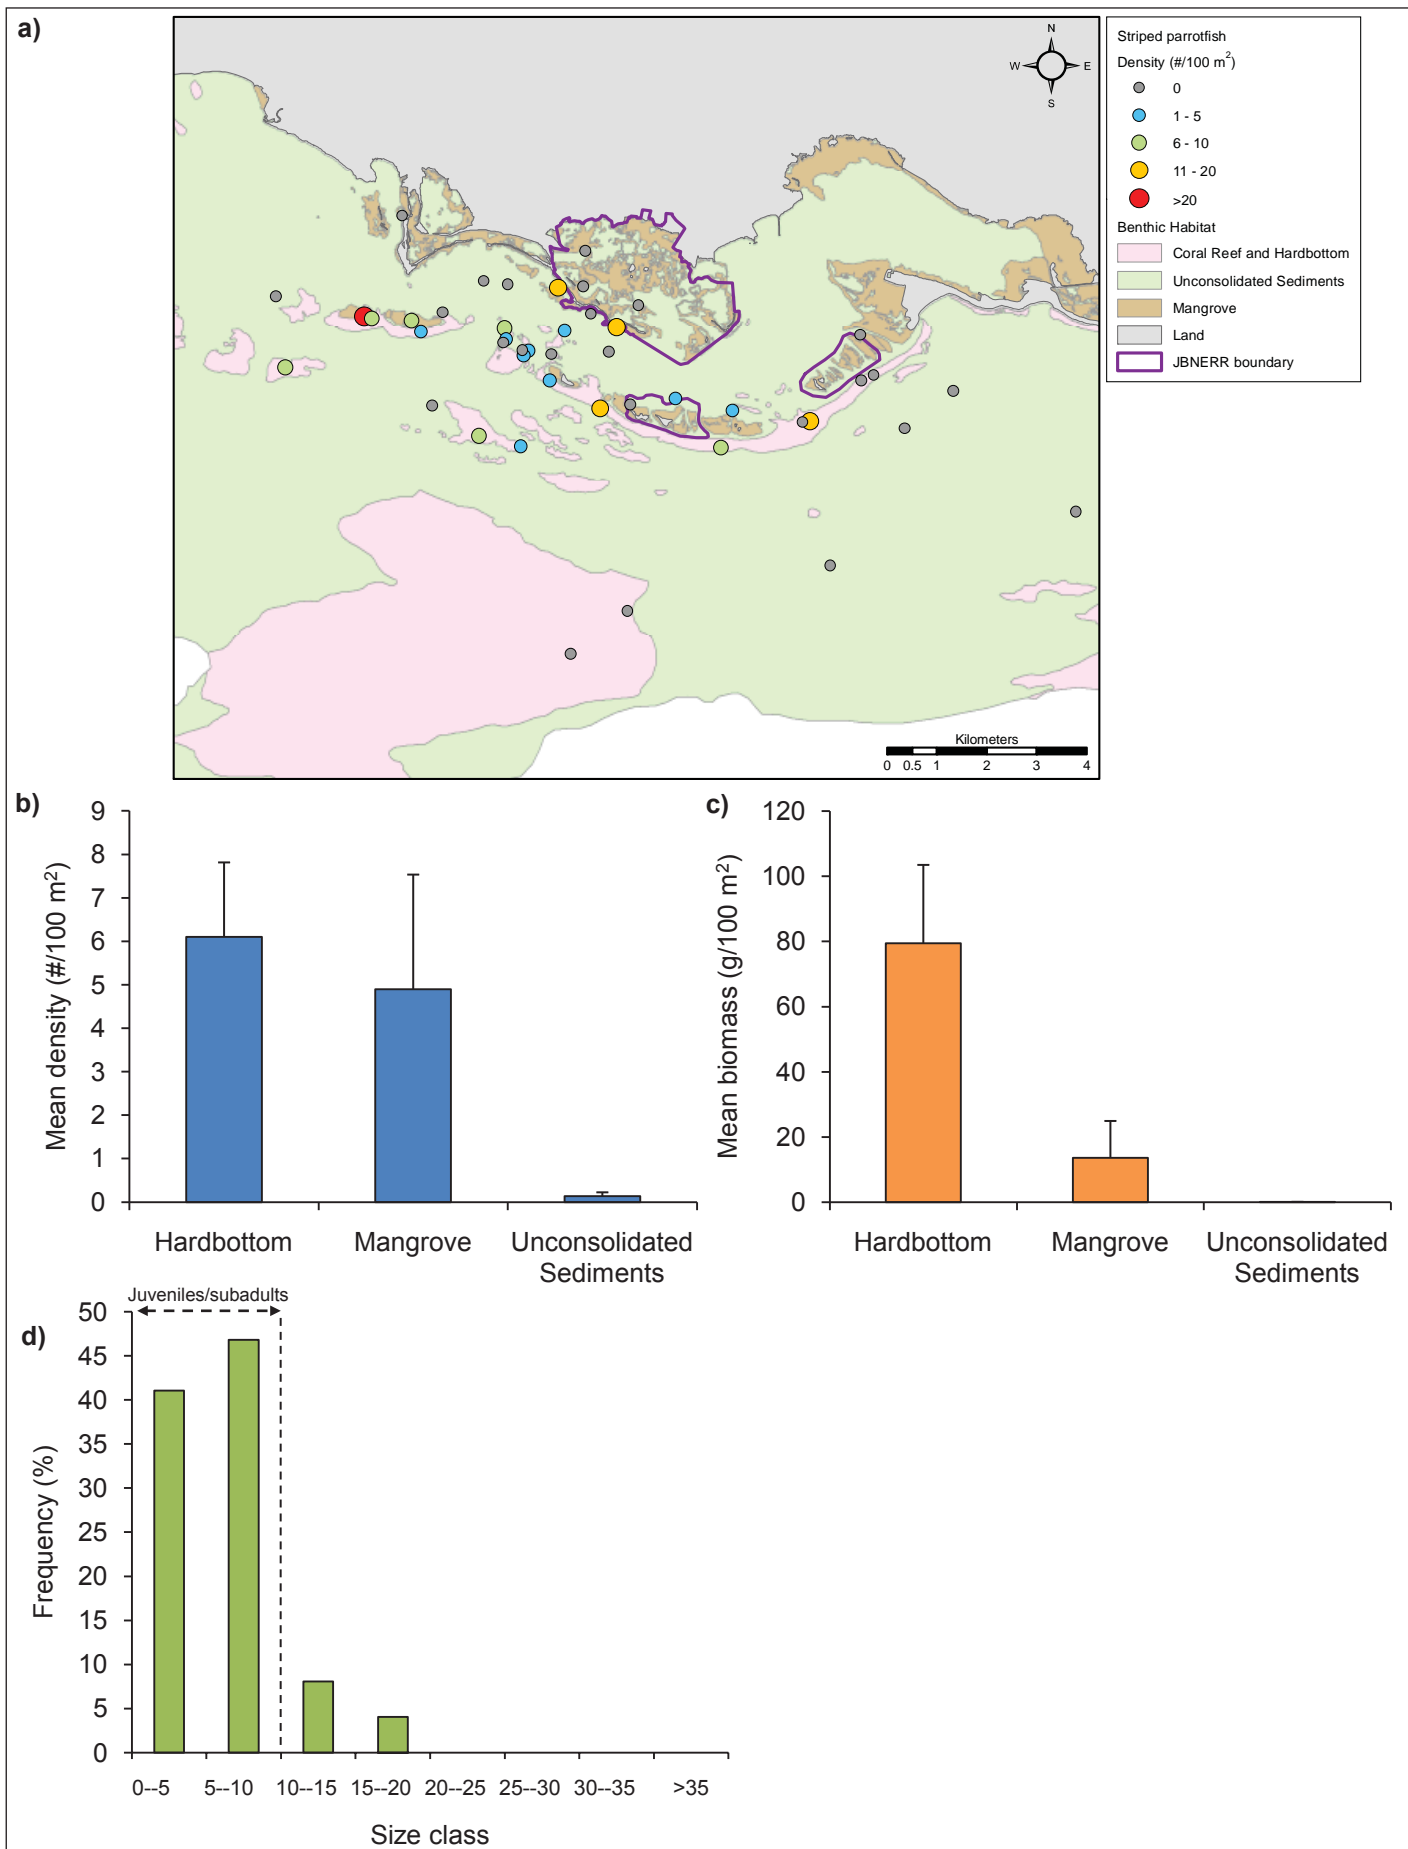 a)
N
W E
S
Kilometers
0 0.5 1 2 3 4
Striped parrotfish
Density (#/100 m²)
0
1 - 5
6 - 10
11 - 20
>20
Benthic Habitat
Coral Reef and Hardbottom
Unconsolidated Sediments
Mangrove
Land
JBNERR boundary
b)
Mean density (#/100 m²)
9
8
7
6
5
4
3
2
1
0
Hardbottom Mangrove Unconsolidated
Sediments
c)
Mean biomass (g/100 m²)
120
100
80
60
40
20
0
Hardbottom Mangrove Unconsolidated
Sediments
d)
Juveniles/subadults
Frequency (%)
50
45
40
35
30
25
20
15
10
5
0
0--5 5--10 10--15 15--20 20--25 25--30 30--35 >35
Size class